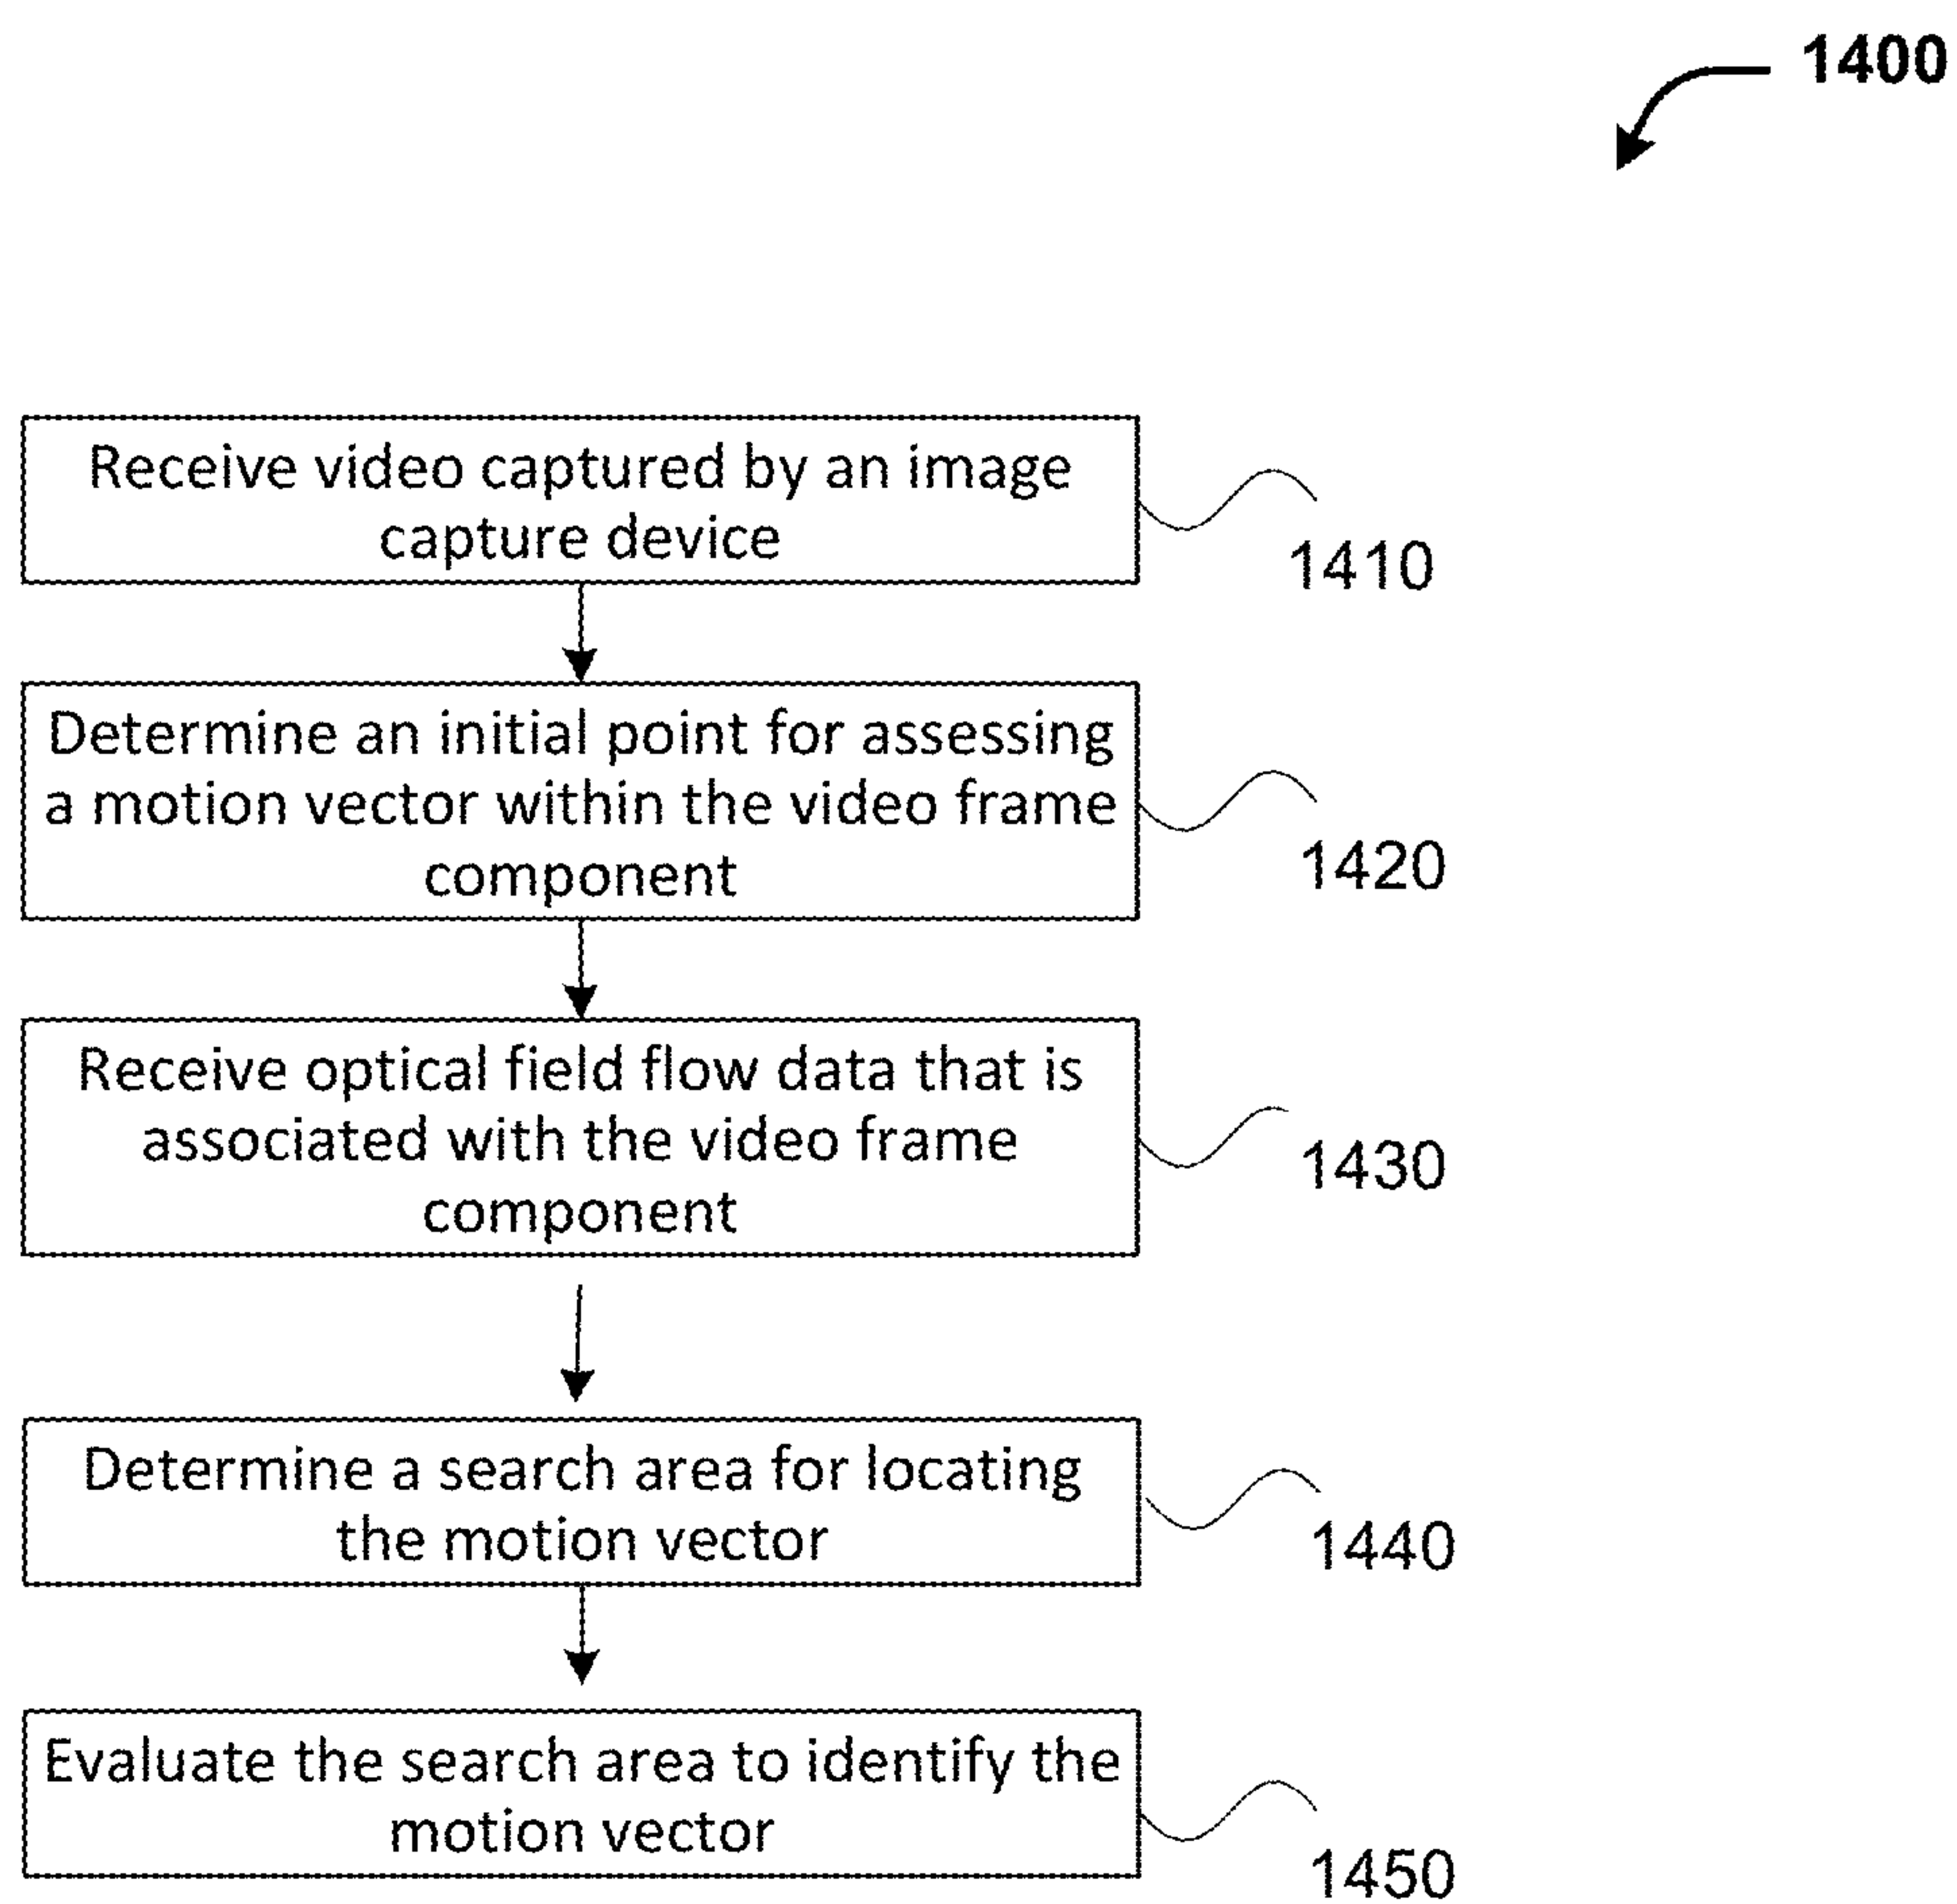 1400
Receive video captured by an image
capture device
1410
Determine an initial point for assessing
a motion vector within the video frame
component
1420
Receive optical field flow data that is
associated with the video frame
component
1430
Determine a search area for locating
the motion vector
1440
Evaluate the search area to identify the
motion vector
1450